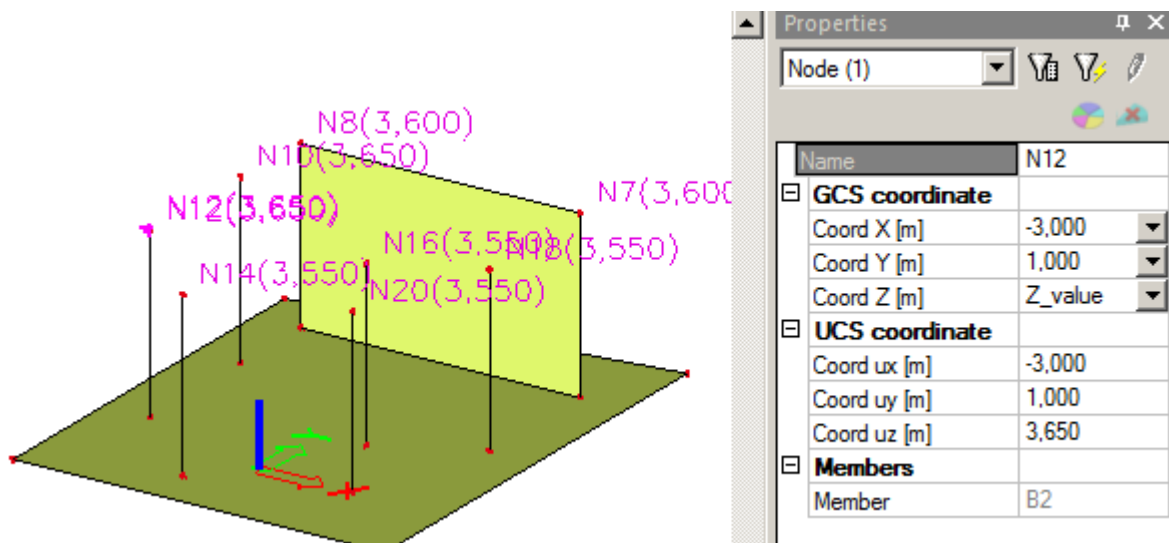 N8(3,600)
N10(3,650)
N12(3,650)
N7(3,600
N16(3,550)
N18(3,550)
N14(3,550)
N20(3,550)
Properties
Node (1)
Name N12
GCS coordinate
Coord X [m] -3,000
Coord Y [m] 1,000
Coord Z [m] Z_value
UCS coordinate
Coord ux [m] -3,000
Coord uy [m] 1,000
Coord uz [m] 3,650
Members
Member B2